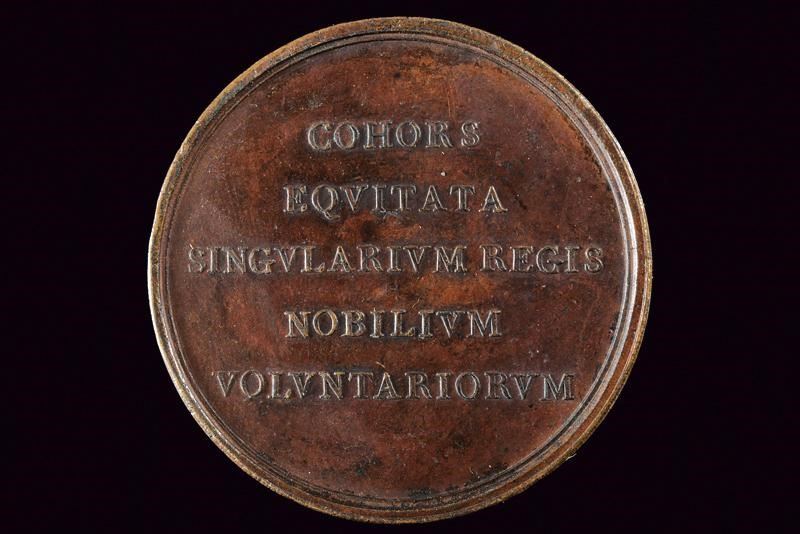 COHORS
EQVITATA
SINGVLARIVM REGIS
NOBILIVM
VOLVNTARIORVM